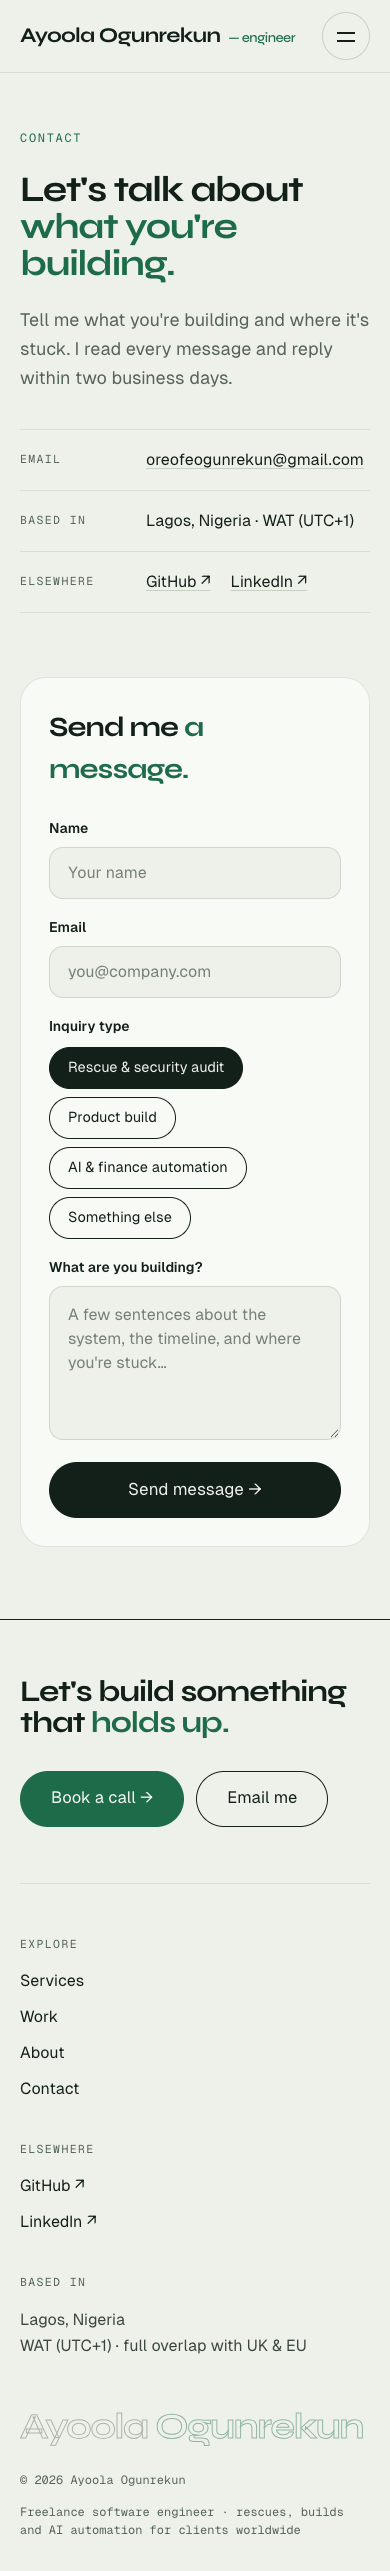 Ayoola Ogunrekun — engineer
CONTACT
Let's talk about
what you're
building.
Tell me what you're building and where it's
stuck. I read every message and reply
within two business days.
EMAIL oreofeogunrekun@gmail.com
BASED IN Lagos, Nigeria · WAT (UTC+1)
ELSEWHERE GitHub ↗ LinkedIn ↗
Send me a
message.
Name
Your name
Email
you@company.com
Inquiry type
Rescue & security audit
Product build
AI & finance automation
Something else
What are you building?
A few sentences about the
system, the timeline, and where
you're stuck…
Send message →
Let's build something
that holds up.
Book a call → Email me
EXPLORE
Services
Work
About
Contact
ELSEWHERE
GitHub ↗
LinkedIn ↗
BASED IN
Lagos, Nigeria
WAT (UTC+1) · full overlap with UK & EU
Ayoola Ogunrekun
© 2026 Ayoola Ogunrekun
Freelance software engineer · rescues, builds
and AI automation for clients worldwide